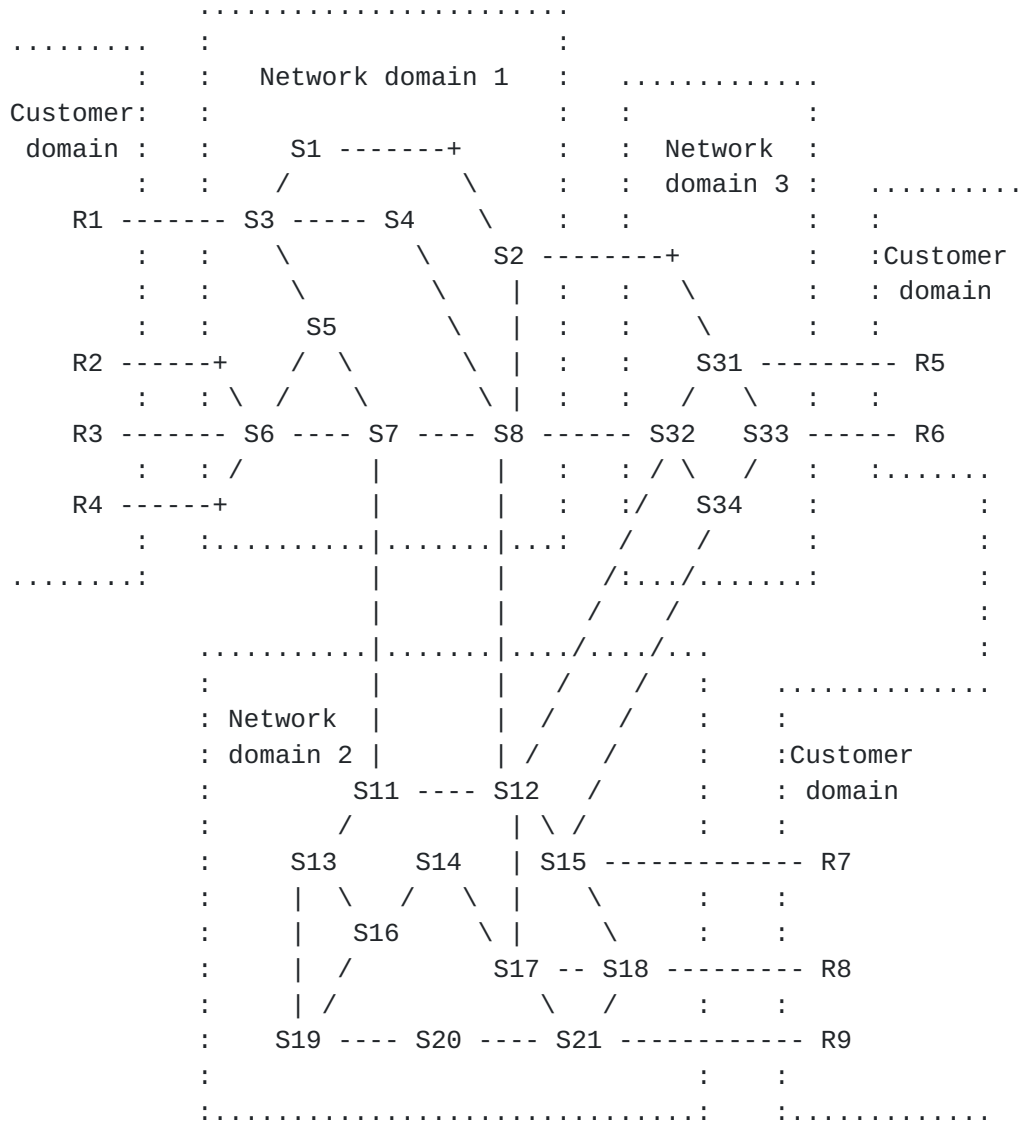 Network domain 1
Customer
domain S1 Network
domain 3
R1 S3 S4
S2 Customer
domain
S5
R2 S31 R5
R3 S6 S7 S8 S32 S33 R6
R4 S34
Network
domain 2 Customer
S11 S12 domain
S13 S14 S15 R7
S16
S17 S18 R8
S19 S20 S21 R9